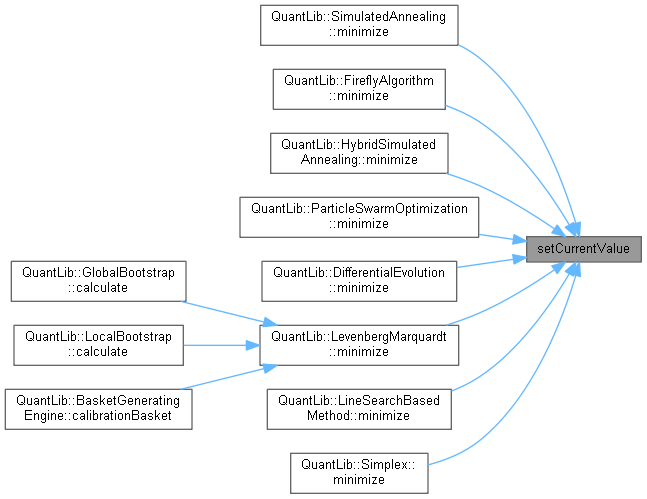 QuantLib::SimulatedAnnealing
::minimize
QuantLib::FireflyAlgorithm
::minimize
QuantLib::HybridSimulated
Annealing::minimize
QuantLib::ParticleSwarmOptimization
::minimize
setCurrentValue
QuantLib::GlobalBootstrap
::calculate
QuantLib::DifferentialEvolution
::minimize
QuantLib::LocalBootstrap
::calculate
QuantLib::LevenbergMarquardt
::minimize
QuantLib::BasketGenerating
Engine::calibrationBasket
QuantLib::LineSearchBased
Method::minimize
QuantLib::Simplex::
minimize